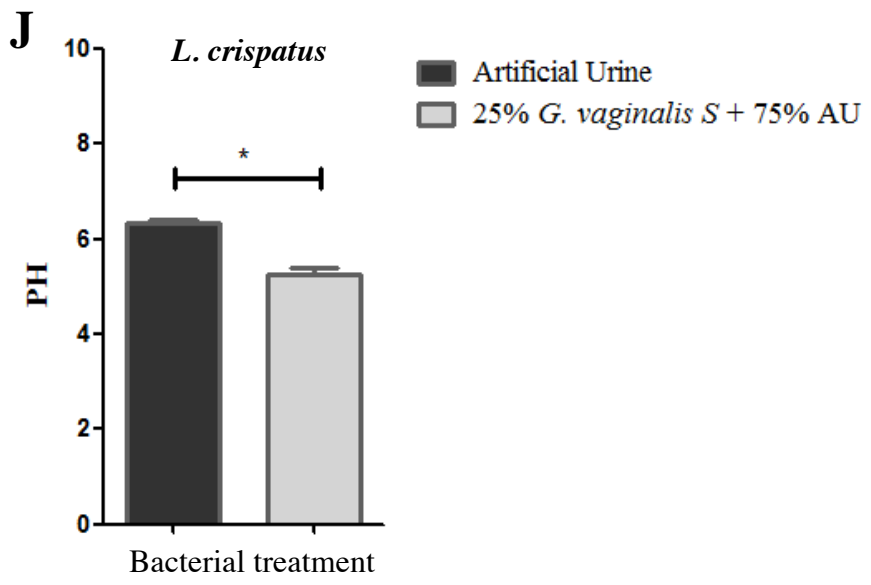 J
L. crispatus
Artificial Urine
25% G. vaginalis S + 75% AU
*
10
8
6
4
2
0
PH
Bacterial treatment